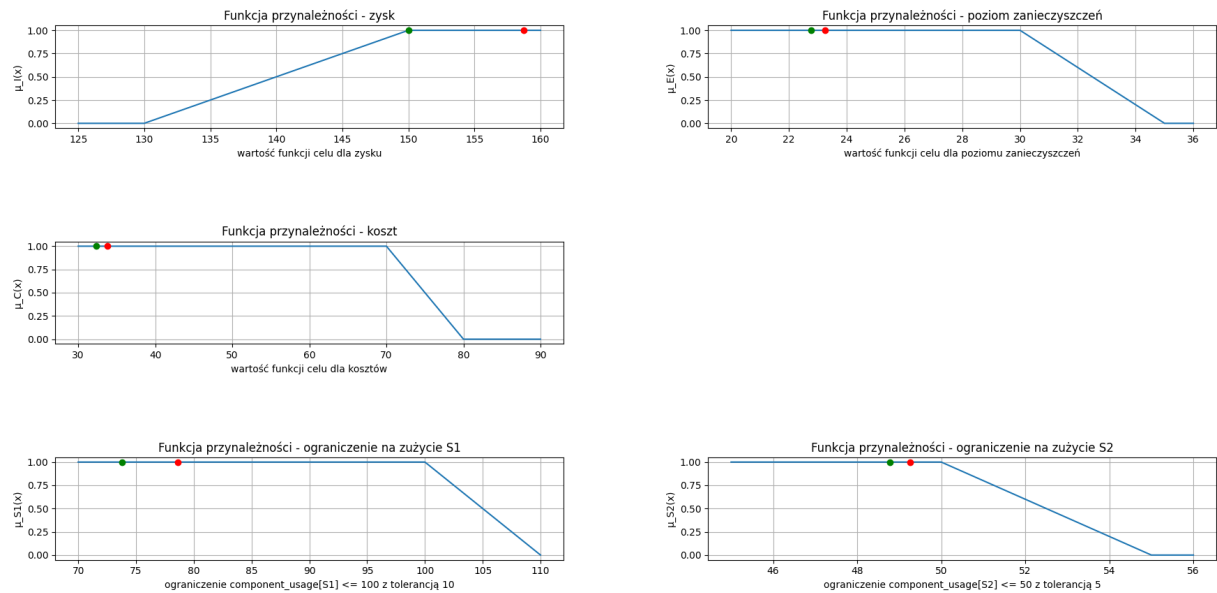 Funkcja przynależności - zysk
μ_I(x)
1.00
0.75
0.50
0.25
0.00
125 130 135 140 145 150 155 160
wartość funkcji celu dla zysku
Funkcja przynależności - poziom zanieczyszczeń
μ_E(x)
1.00
0.75
0.50
0.25
0.00
20 22 24 26 28 30 32 34 36
wartość funkcji celu dla poziomu zanieczyszczeń
Funkcja przynależności - koszt
μ_C(x)
1.00
0.75
0.50
0.25
0.00
30 40 50 60 70 80 90
wartość funkcji celu dla kosztów
Funkcja przynależności - ograniczenie na zużycie S1
μ_S1(x)
1.00
0.75
0.50
0.25
0.00
70 75 80 85 90 95 100 105 110
ograniczenie component_usage[S1] <= 100 z tolerancją 10
Funkcja przynależności - ograniczenie na zużycie S2
μ_S2(x)
1.00
0.75
0.50
0.25
0.00
46 48 50 52 54 56
ograniczenie component_usage[S2] <= 50 z tolerancją 5